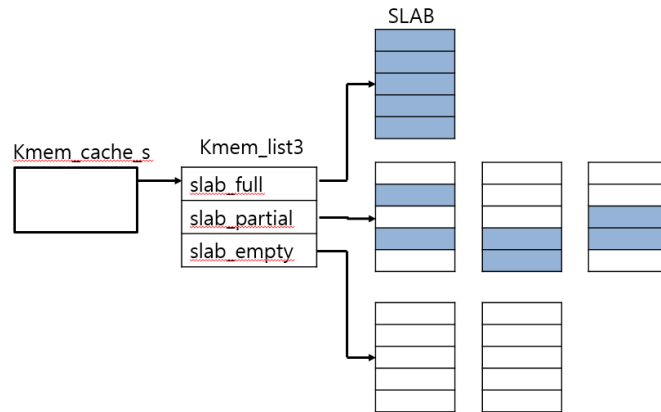 SLAB
Kmem_cache_s
Kmem_list3
slab_full
slab_partial
slab_empty